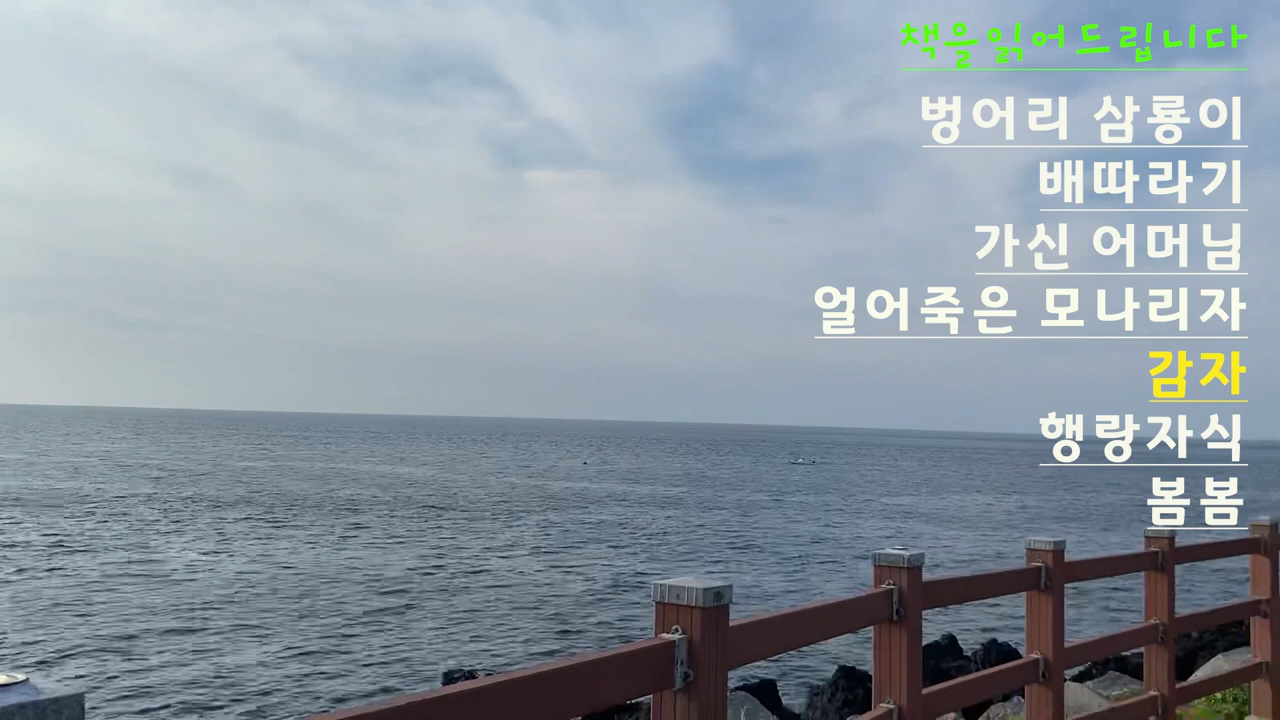 책을읽어드립니다
벙어리 삼룡이
배따라기
가신 어머님
얼어죽은 모나리자
감자
행랑자식
봄봄